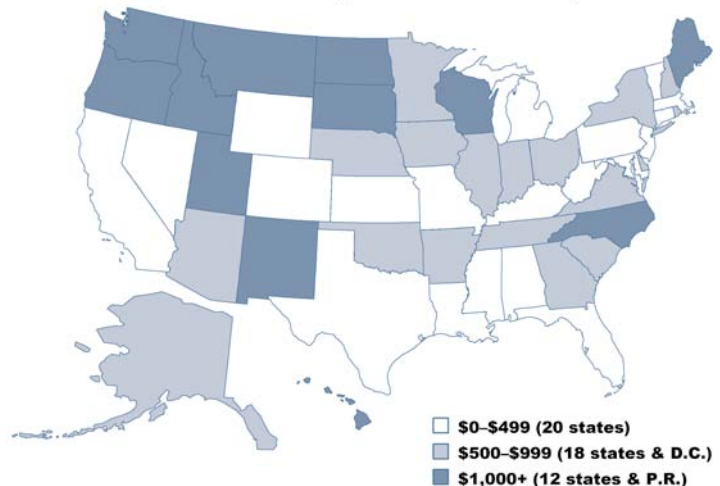 $0–$499 (20 states)
$500–$999 (18 states & D.C.)
$1,000+ (12 states & P.R.)